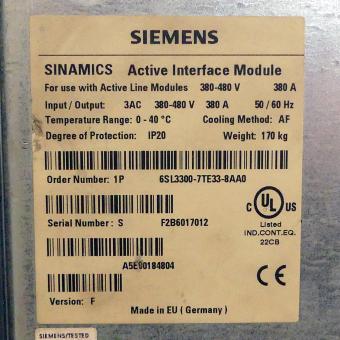 SIEMENS
SINAMICS Active Interface Module
For use with Active Line Modules 380-480 V 380 A
Input / Output: 3AC 380-480 V 380 A 50 / 60 Hz
Temperature Range: 0 - 40 °C Cooling Method: AF
Degree of Protection: IP20 Weight: 170 kg
Order Number: 1P 6SL3300-7TE33-8AA0
Serial Number: S F2B6017012
C UL US
Listed
IND.CONT.EQ.
22CB
A5E00184804
CE
Version: F
Made in EU ( Germany )
SIEMENS/TESTED